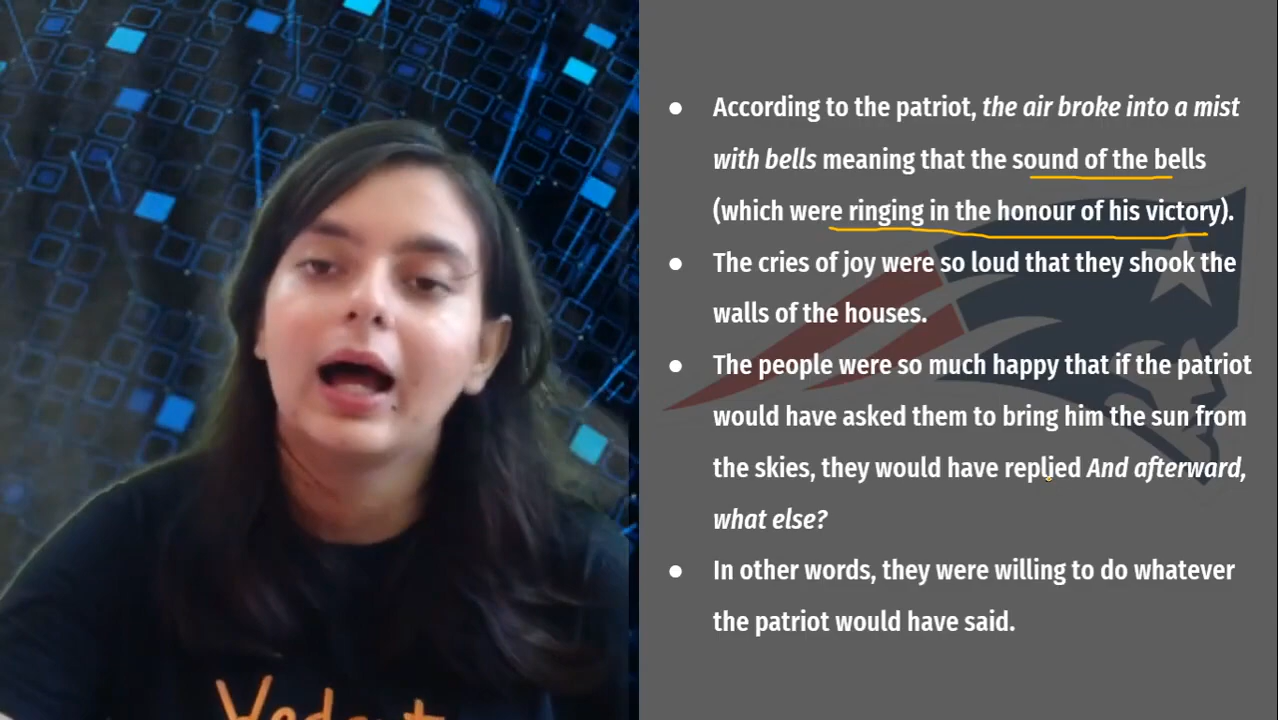 ● According to the patriot, the air broke into a mist
with bells meaning that the sound of the bells
(which were ringing in the honour of his victory).
● The cries of joy were so loud that they shook the
walls of the houses.
● The people were so much happy that if the patriot
would have asked them to bring him the sun from
the skies, they would have replied And afterward,
what else?
● In other words, they were willing to do whatever
the patriot would have said.